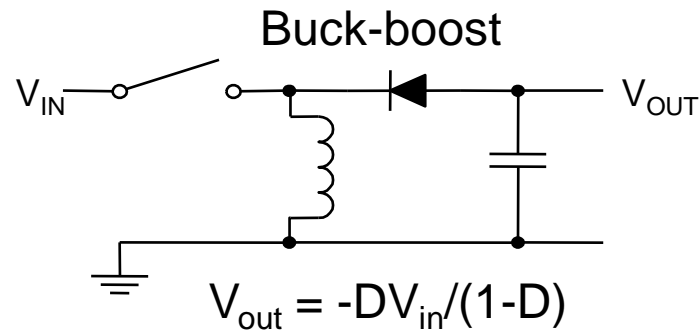 Buck-boost
V_IN
V_OUT
V_out = -DV_in/(1-D)